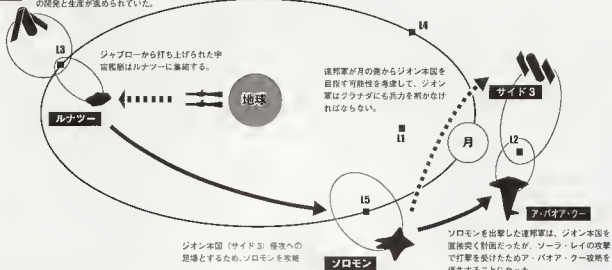 の開発と生産が進められていた。
L3
L4
ジャブローから打ち上げられた宇
宙艦艇はルナツーに集結する。
地球
ルナツー
連邦軍が月の側からジオン本国を
目指す可能性を考慮して、ジオン
軍はグラナダにも兵力を割かなけ
ればならない。
サイド3
L1
月
L2
L5
ア・バオア・クー
ジオン本国（サイド3）侵攻への
足場とするため、ソロモンを攻略
ソロモン
ソロモンを出撃した連邦軍は、ジオン本国を
直接突く計画だったが、ソーラ・レイの攻撃
で打撃を受けたためア・バオア・クー攻略を
優先することになった